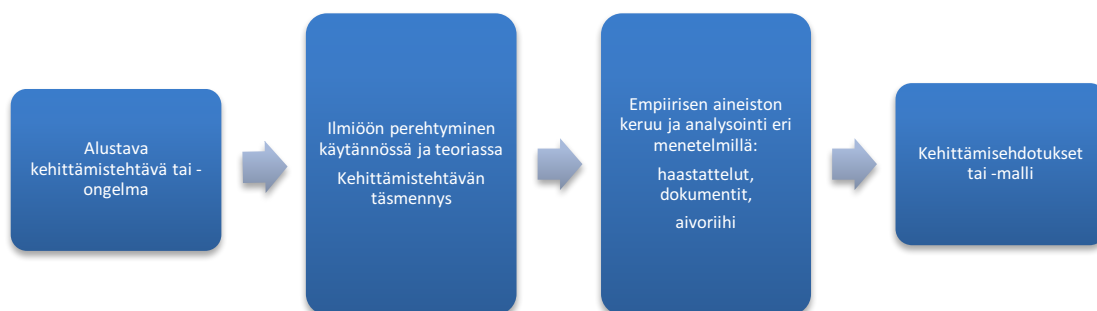 Alustava
kehittämistehtävä tai -
ongelma
Ilmiöön perehtyminen
käytännössä ja teoriassa
Kehittämistehtävän
täsmennys
Empiirisen aineiston
keruu ja analysointi eri
menetelmillä:
haastattelut,
dokumentit,
aivoriihi
Kehittämisehdotukset
tai -malli